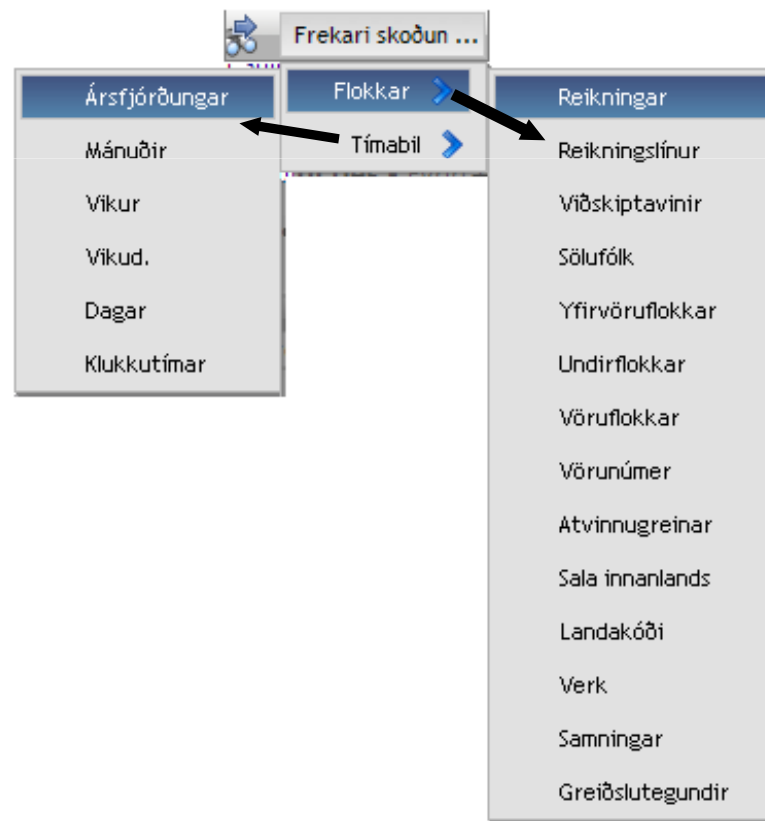 Frekari skoðun ...
Flokkar
Tímabil
Ársfjórðungar
Mánuðir
Vikur
Vikud.
Dagar
Klukkutímar
Reikningar
Reikningslínur
Viðskiptavinir
Sölufólk
Yfirvöruflokkar
Undirflokkar
Vöruflokkar
Vörunúmer
Atvinnugreinar
Sala innanlands
Landakóði
Verk
Samningar
Greiðslutegundir